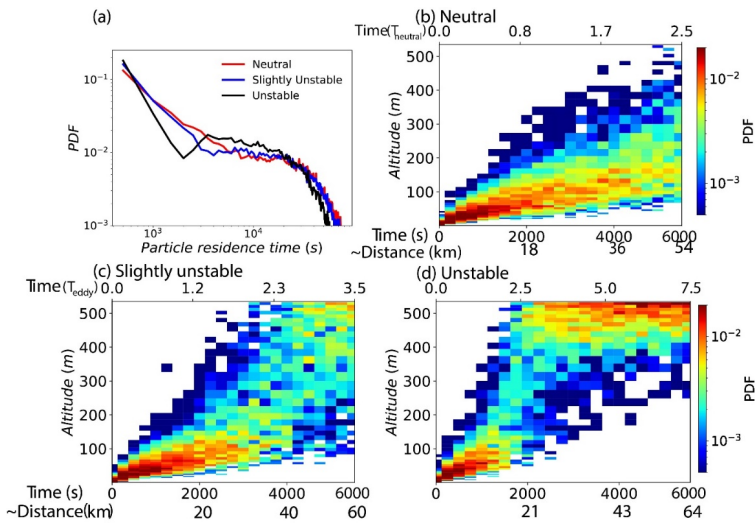 (a)
PDF
10⁻¹
10⁻²
10⁻³
Neutral
Slightly Unstable
Unstable
10³ 10⁴
Particle residence time (s)
(b) Neutral
Time(T_neutral) 0.0 0.8 1.7 2.5
Altitude (m)
500
400
300
200
100
0 2000 4000 6000
Time (s)
~Distance (km) 18 36 54
10⁻²
10⁻³
PDF
(c) Slightly unstable
Time(T_eddy)
0.0 1.2 2.3 3.5
Altitude (m)
500
400
300
200
100
0 2000 4000 6000
Time (s)
~Distance(km) 20 40 60
(d) Unstable
0.0 2.5 5.0 7.5
Altitude (m)
500
400
300
200
100
0 2000 4000 6000
21 43 64
10⁻²
10⁻³
PDF